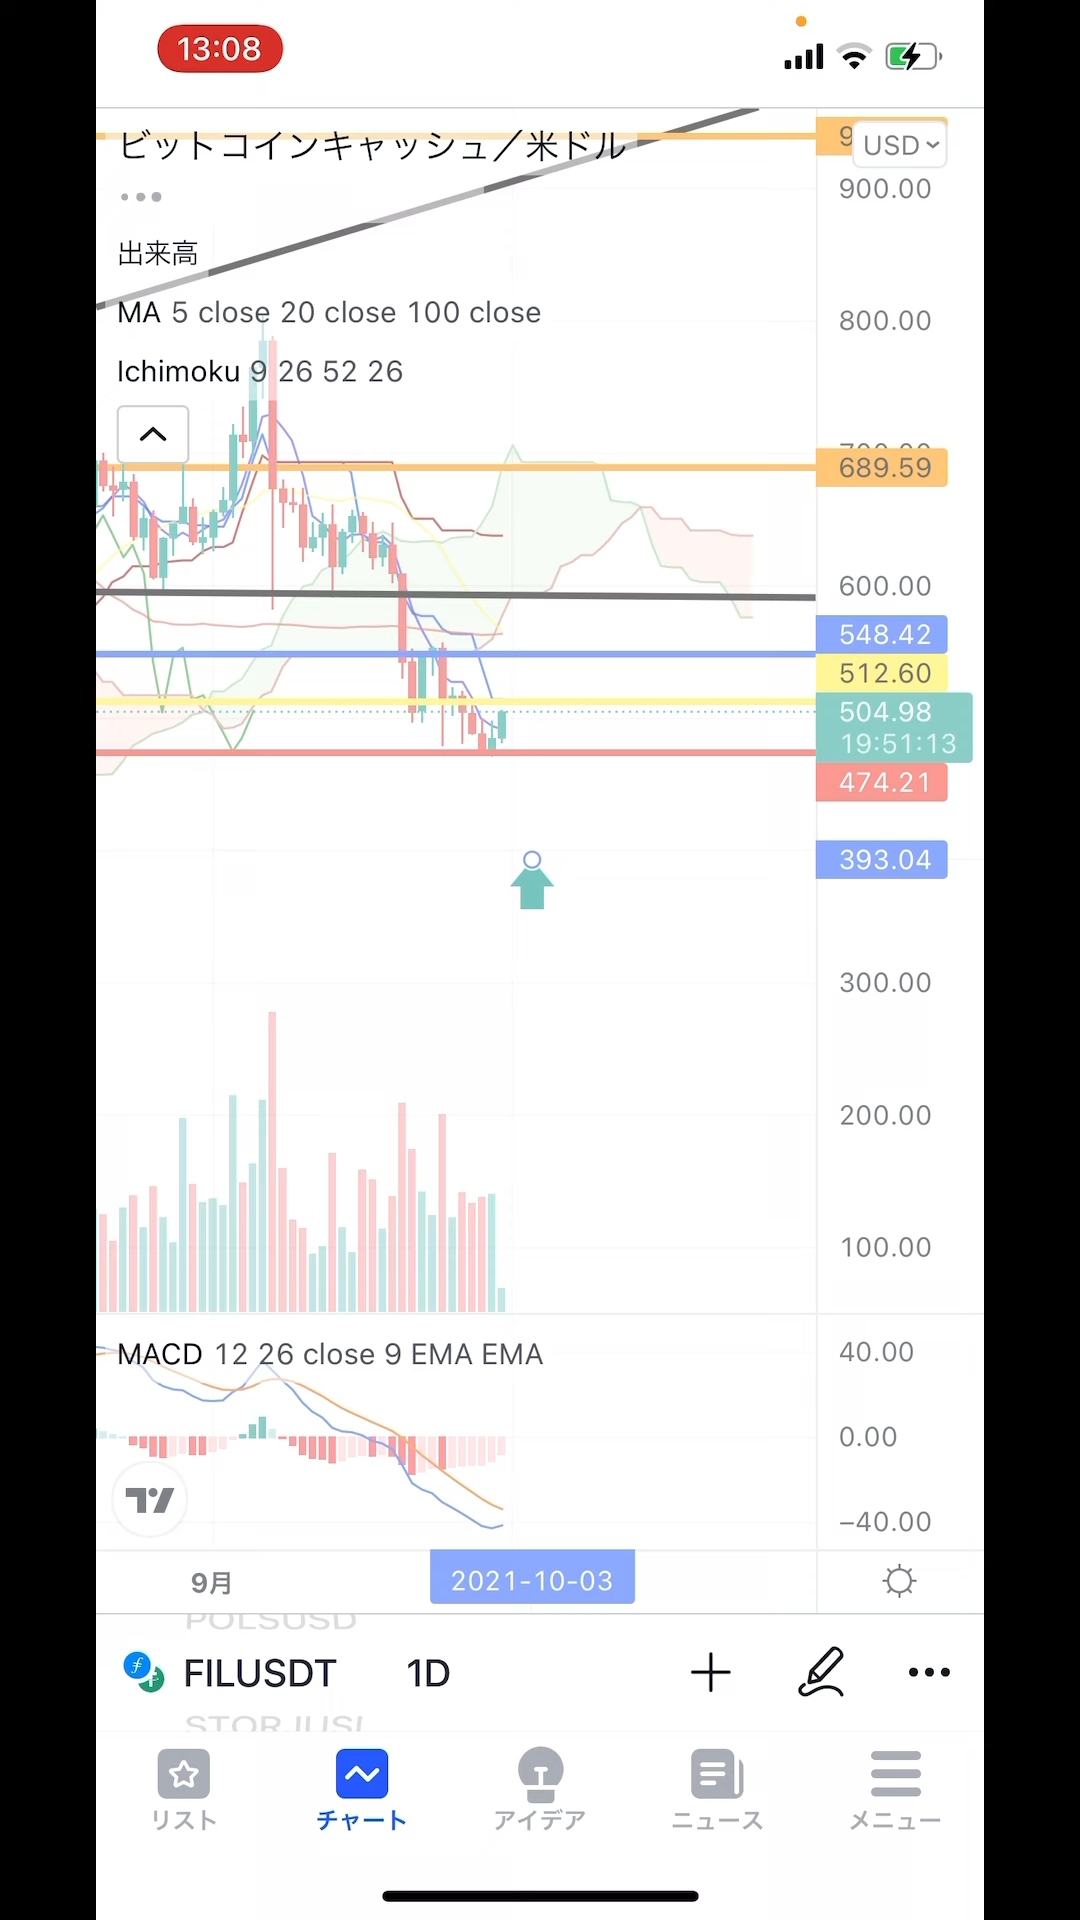 13:08
ビットコインキャッシュ／米ドル
USD
900.00
出来高
MA 5 close 20 close 100 close
800.00
Ichimoku 9 26 52 26
689.59
600.00
548.42
512.60
504.98
19:51:13
474.21
393.04
300.00
200.00
100.00
MACD 12 26 close 9 EMA EMA
40.00
0.00
−40.00
9月
2021-10-03
POLSUSD
FILUSDT 1D
リスト
チャート
アイデア
ニュース
メニュー